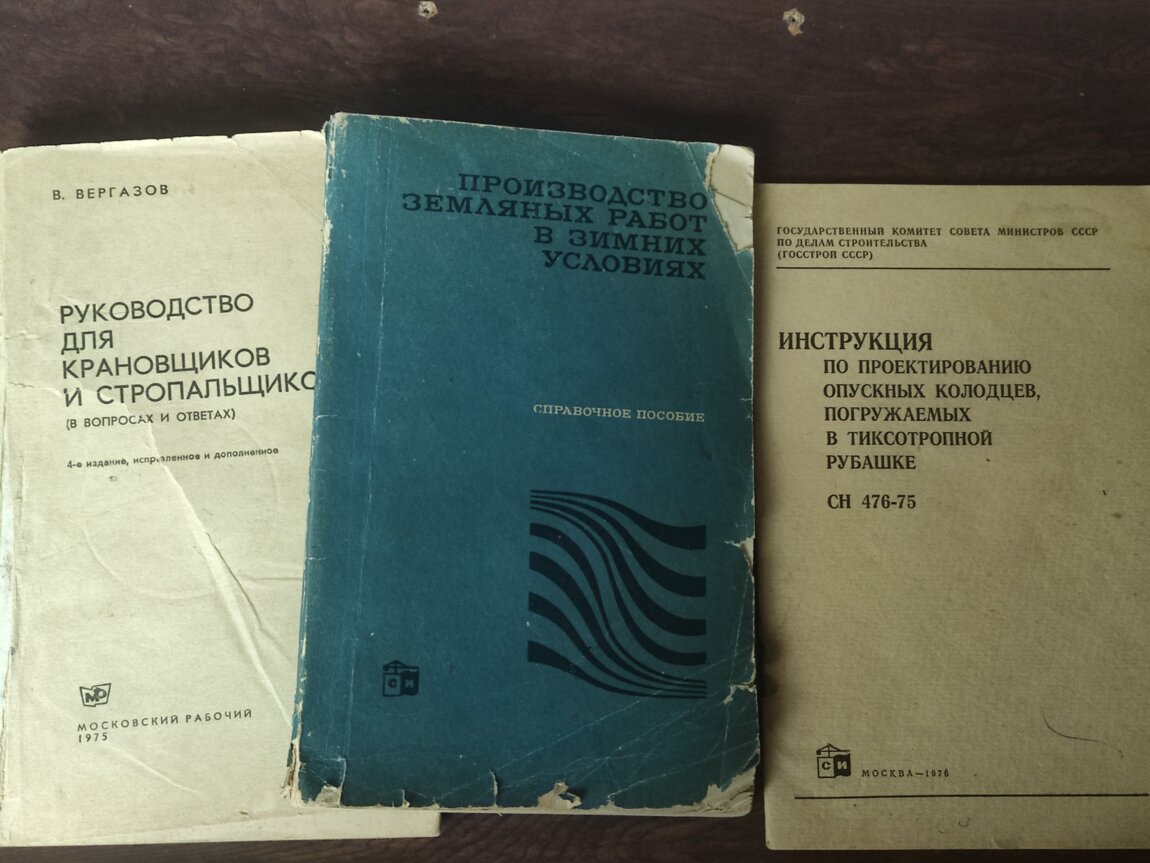 В. ВЕРГАЗОВ
РУКОВОДСТВО
ДЛЯ
КРАНОВЩИКОВ
И СТРОПАЛЬЩИКО
(В ВОПРОСАХ И ОТВЕТАХ)
4-е издание, исправленное и дополненное
МР
МОСКОВСКИЙ РАБОЧИЙ
1975
ПРОИЗВОДСТВО
ЗЕМЛЯНЫХ РАБОТ
В ЗИМНИХ
УСЛОВИЯХ
СПРАВОЧНОЕ ПОСОБИЕ
СИ
ГОСУДАРСТВЕННЫЙ КОМИТЕТ СОВЕТА МИНИСТРОВ СССР
ПО ДЕЛАМ СТРОИТЕЛЬСТВА
(ГОССТРОЙ СССР)
ИНСТРУКЦИЯ
ПО ПРОЕКТИРОВАНИЮ
ОПУСКНЫХ КОЛОДЦЕВ,
ПОГРУЖАЕМЫХ
В ТИКСОТРОПНОЙ
РУБАШКЕ
СН 476-75
СИ
МОСКВА—1976